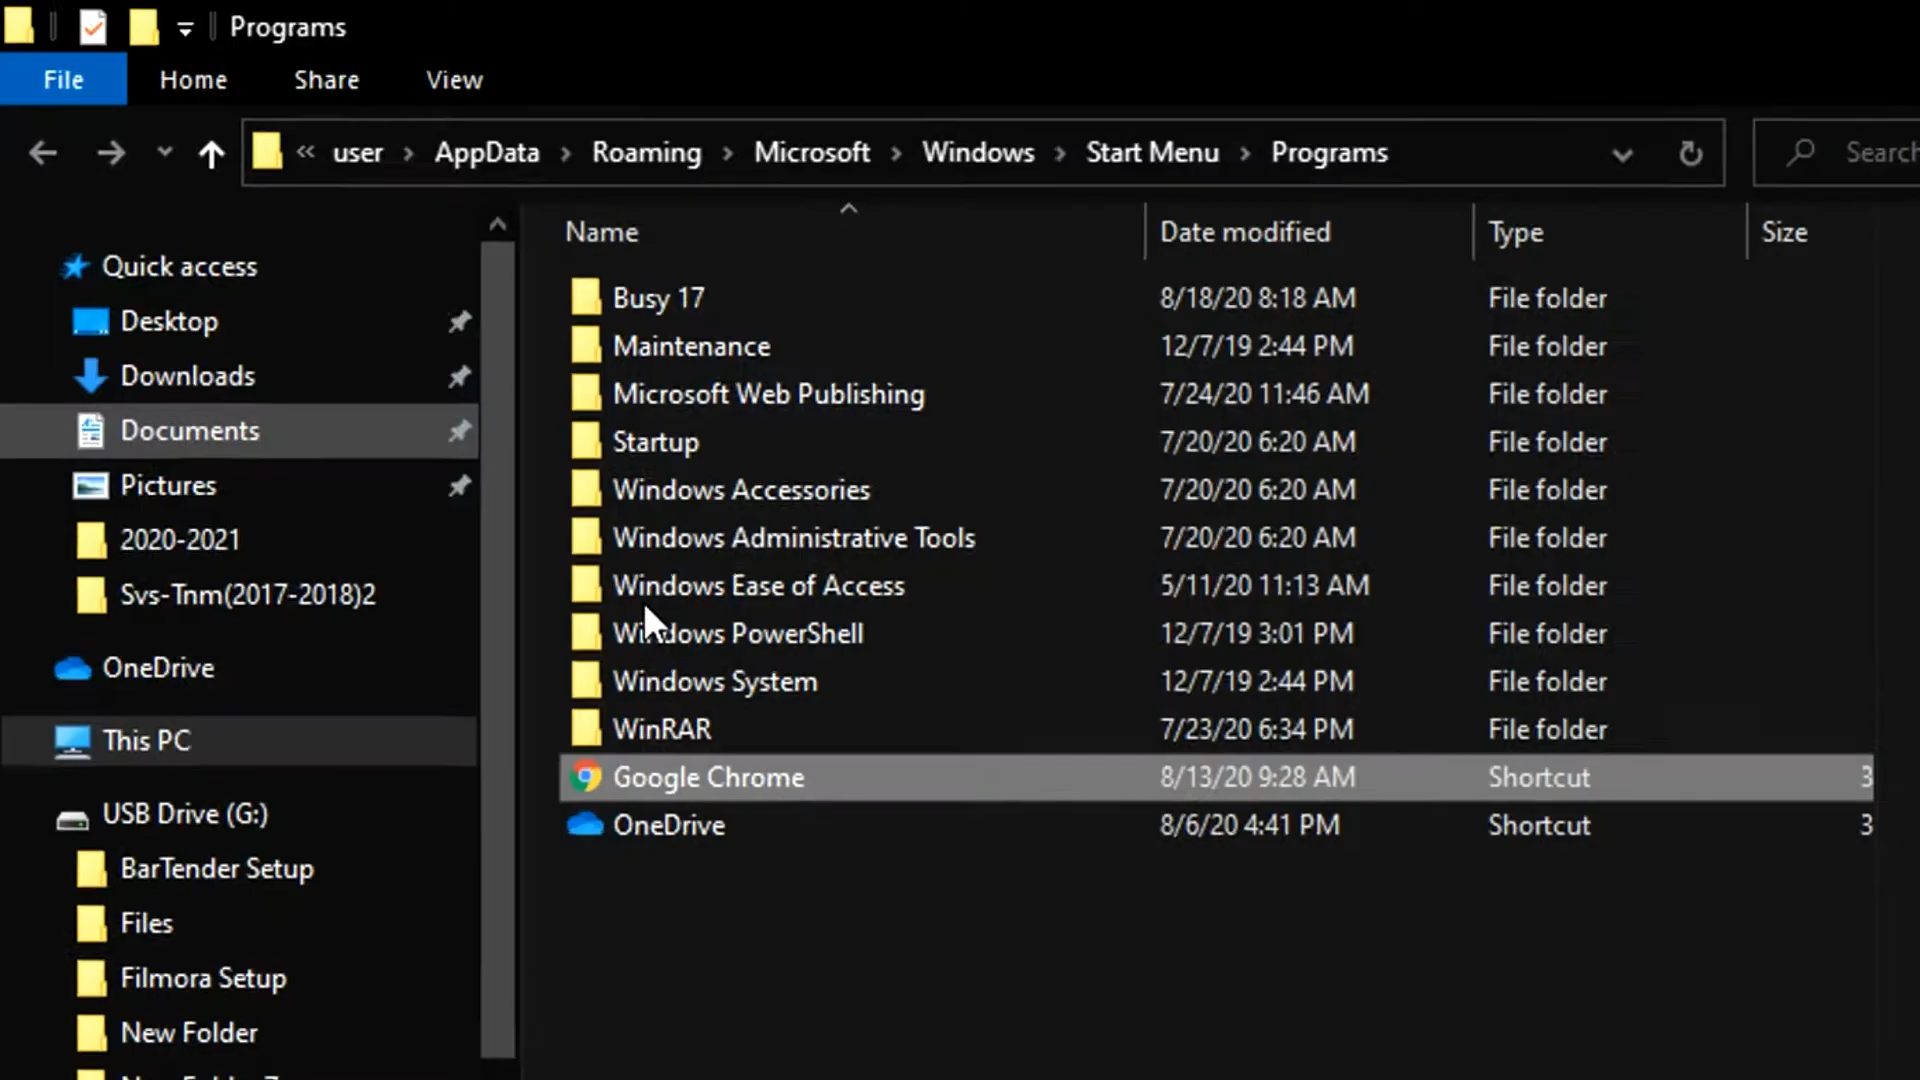 Programs
File Home Share View
« user › AppData › Roaming › Microsoft › Windows › Start Menu › Programs
Search
Quick access
Desktop
Downloads
Documents
Pictures
2020-2021
Svs-Tnm(2017-2018)2
OneDrive
This PC
USB Drive (G:)
BarTender Setup
Files
Filmora Setup
New Folder
Name Date modified Type Size
Busy 17 8/18/20 8:18 AM File folder
Maintenance 12/7/19 2:44 PM File folder
Microsoft Web Publishing 7/24/20 11:46 AM File folder
Startup 7/20/20 6:20 AM File folder
Windows Accessories 7/20/20 6:20 AM File folder
Windows Administrative Tools 7/20/20 6:20 AM File folder
Windows Ease of Access 5/11/20 11:13 AM File folder
Windows PowerShell 12/7/19 3:01 PM File folder
Windows System 12/7/19 2:44 PM File folder
WinRAR 7/23/20 6:34 PM File folder
Google Chrome 8/13/20 9:28 AM Shortcut 3
OneDrive 8/6/20 4:41 PM Shortcut 3